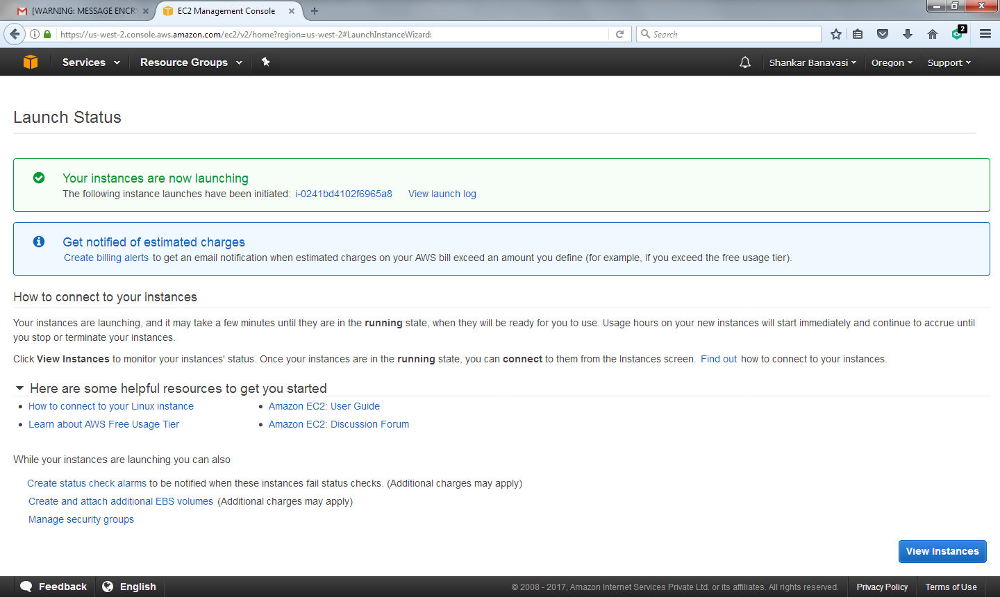 [WARNING: MESSAGE ENCR
EC2 Management Console
https://us-west-2.console.aws.amazon.com/ec2/v2/home?region=us-west-2#LaunchInstanceWizard:
Search
2
Services
Resource Groups
Shankar Banavasi
Oregon
Support
Launch Status
Your instances are now launching
The following instance launches have been initiated: i-0241bd4102f6965a8 View launch log
Get notified of estimated charges
Create billing alerts to get an email notification when estimated charges on your AWS bill exceed an amount you define (for example, if you exceed the free usage tier).
How to connect to your instances
Your instances are launching, and it may take a few minutes until they are in the running state, when they will be ready for you to use. Usage hours on your new instances will start immediately and continue to accrue until
you stop or terminate your instances.
Click View Instances to monitor your instances' status. Once your instances are in the running state, you can connect to them from the Instances screen. Find out how to connect to your instances.
Here are some helpful resources to get you started
• How to connect to your Linux instance
• Amazon EC2: User Guide
• Learn about AWS Free Usage Tier
• Amazon EC2: Discussion Forum
While your instances are launching you can also
Create status check alarms to be notified when these instances fail status checks. (Additional charges may apply)
Create and attach additional EBS volumes (Additional charges may apply)
Manage security groups
View Instances
Feedback
English
© 2008 - 2017, Amazon Internet Services Private Ltd. or its affiliates. All rights reserved.
Privacy Policy
Terms of Use